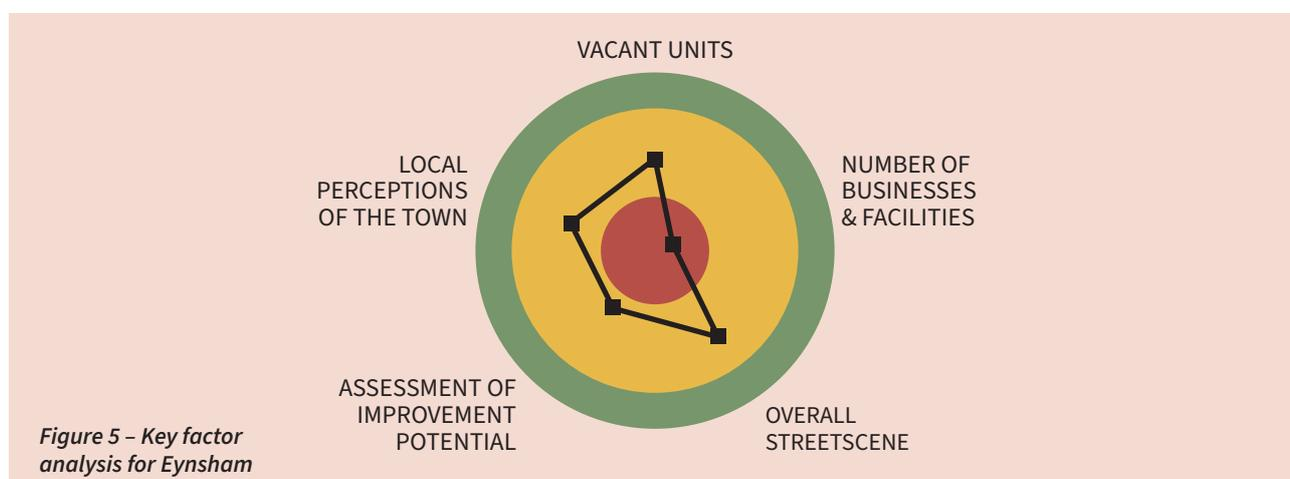 VACANT UNITS
LOCAL
PERCEPTIONS
OF THE TOWN
NUMBER OF
BUSINESSES
& FACILITIES
ASSESSMENT OF
IMPROVEMENT
POTENTIAL
OVERALL
STREETSCENE
Figure 5 – Key factor
analysis for Eynsham